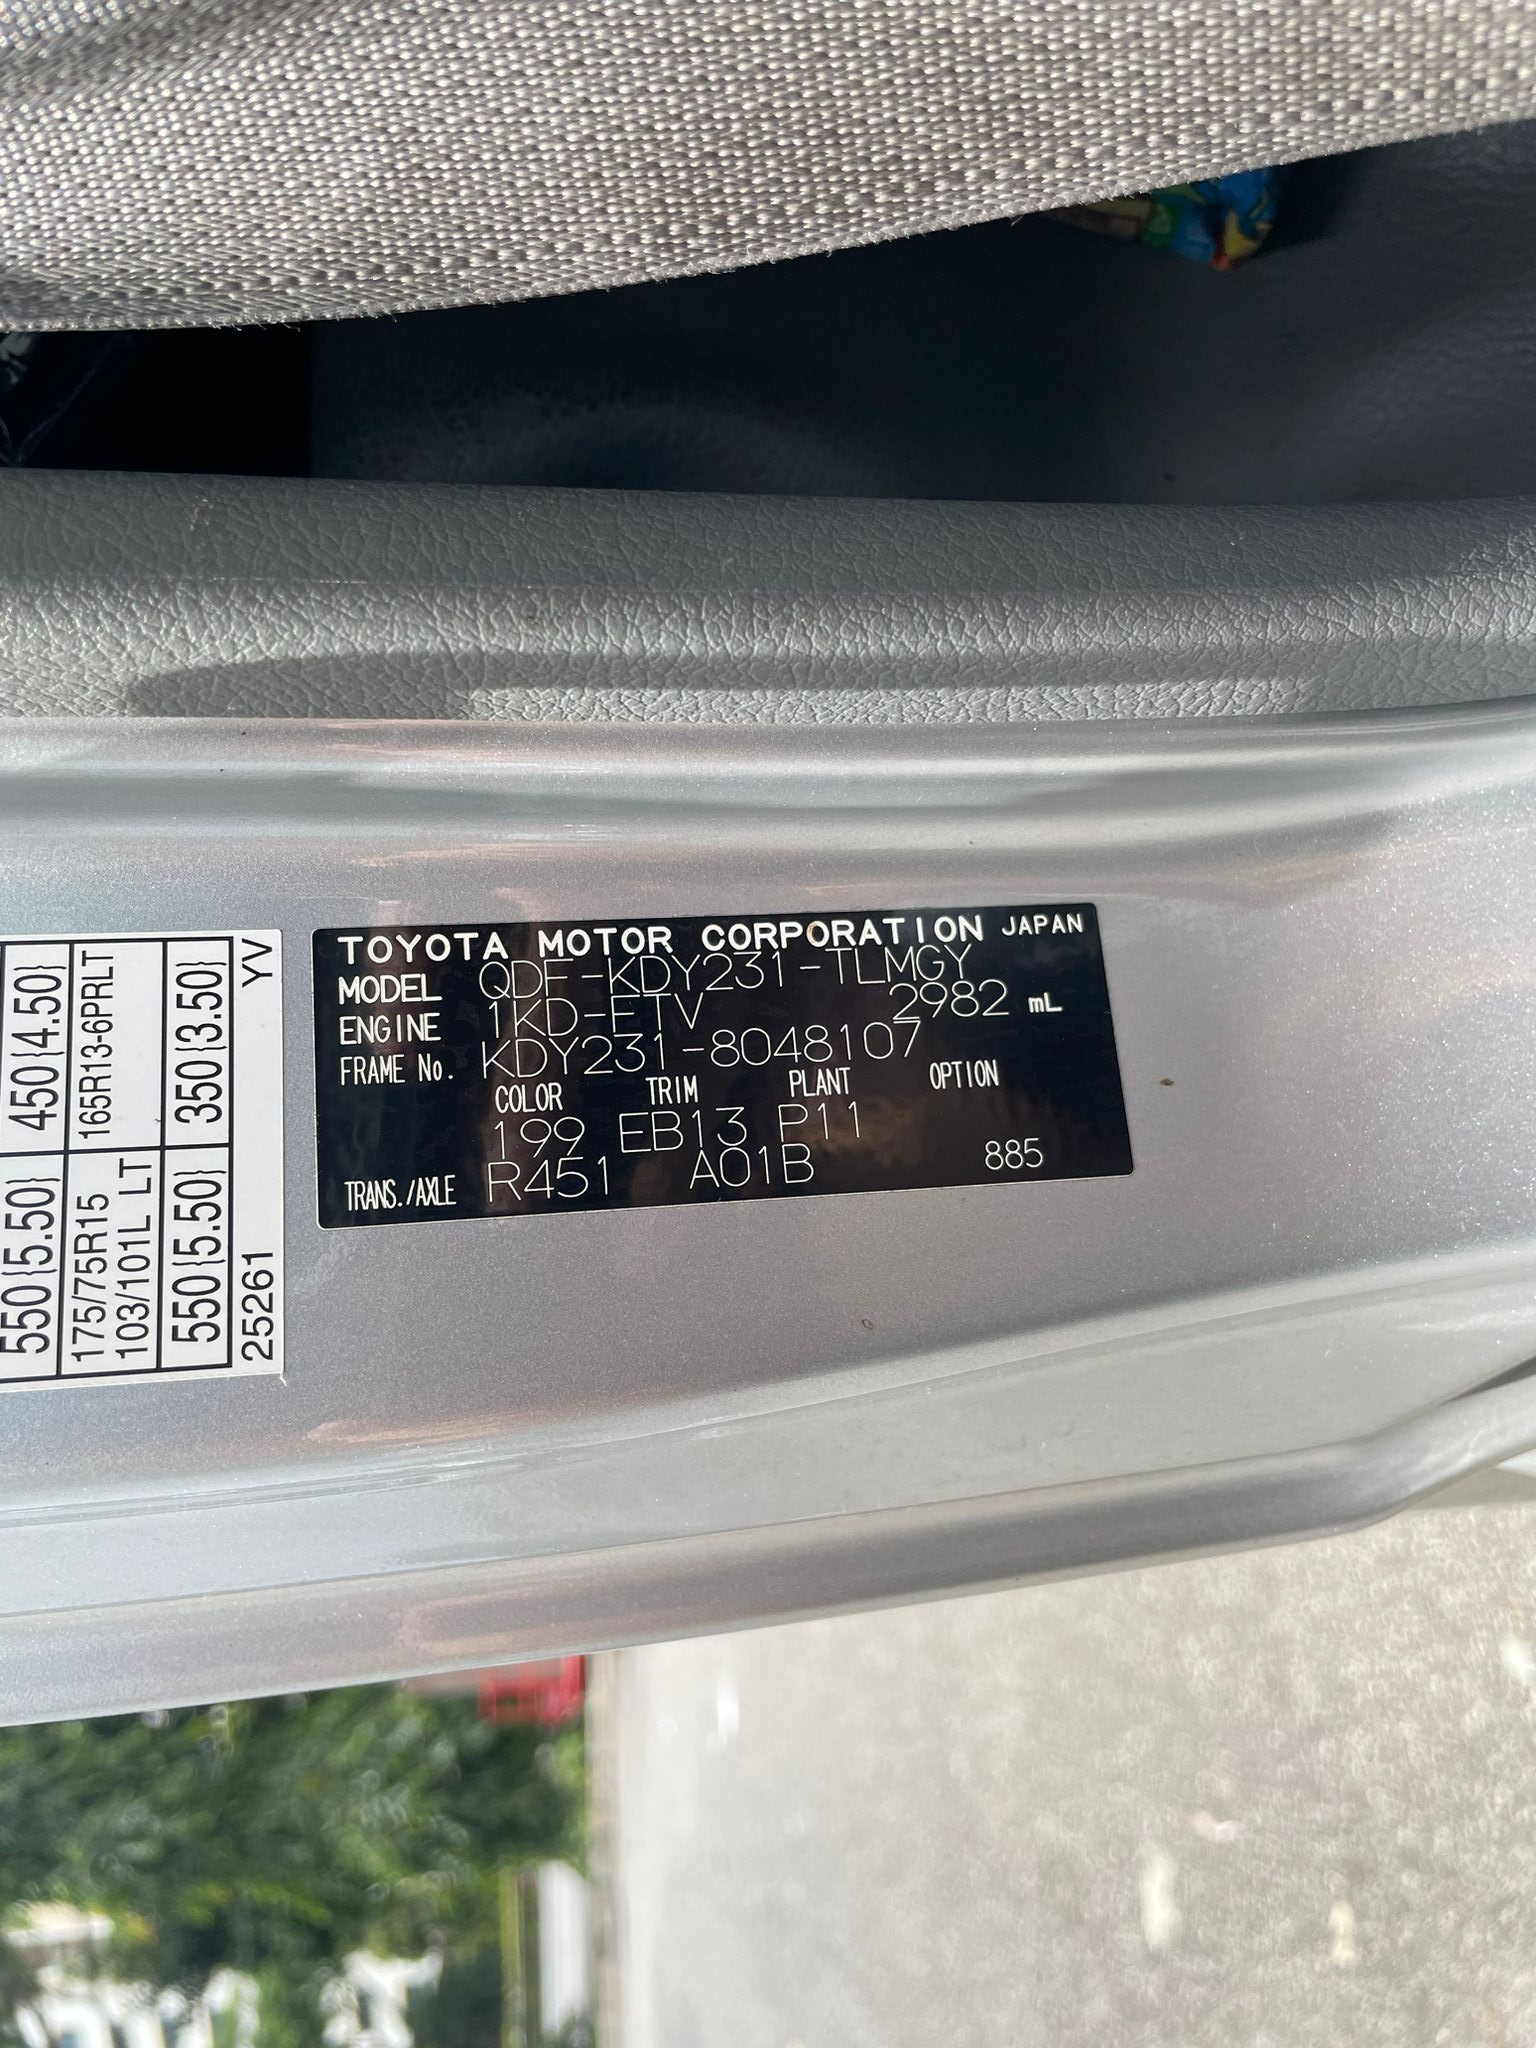 TOYOTA MOTOR CORPORATION JAPAN
MODEL QDF-KDY231-TLMGY
ENGINE 1KD-FTV 2982 mL
FRAME No. KDY231-8048107
COLOR TRIM PLANT OPTION
199 EB13 P11
TRANS./AXLE R451 A01B 885
550{5.50} 450{4.50}
175/75R15 165R13-6PRLT
103/101L LT
550{5.50} 350{3.50}
25261 YV